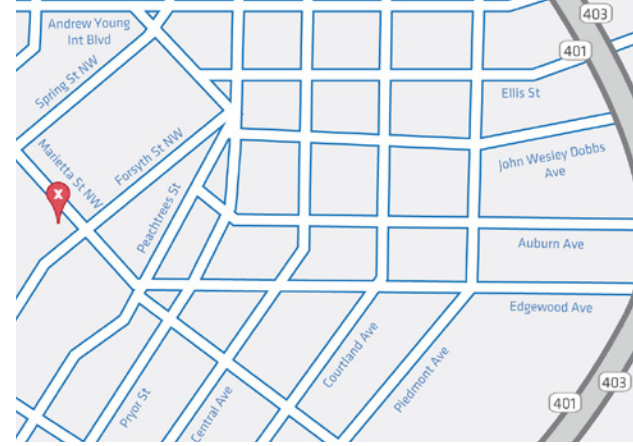 403
Andrew Young
Int Blvd
401
Spring St NW
Ellis St
Marietta St NW
Forsyth St NW
John Wesley Dobbs
Ave
X
Peachtrees St
Auburn Ave
Edgewood Ave
Courtland Ave
Piedmont Ave
403
Pryor St
Central Ave
401